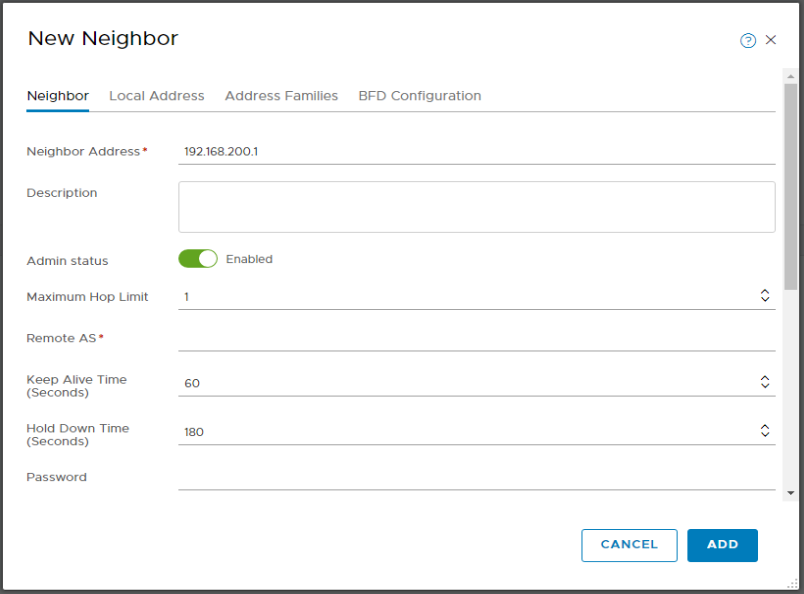 New Neighbor
Neighbor Local Address Address Families BFD Configuration
Neighbor Address* 192.168.200.1
Description
Admin status Enabled
Maximum Hop Limit 1
Remote AS*
Keep Alive Time
(Seconds) 60
Hold Down Time
(Seconds) 180
Password
CANCEL ADD